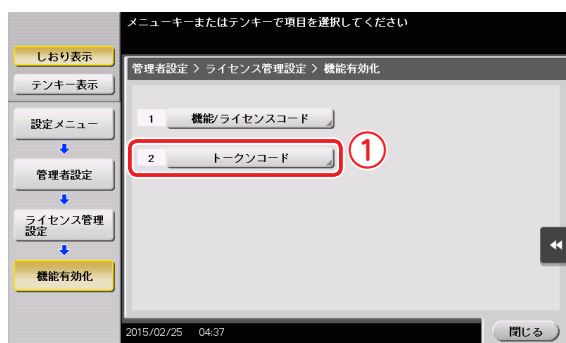 メニューキーまたはテンキーで項目を選択してください
しおり表示
テンキー表示
設定メニュー
管理者設定
ライセンス管理
設定
機能有効化
管理者設定 > ライセンス管理設定 > 機能有効化
1 機能/ライセンスコード
2 トークンコード
①
2015/02/25 04:37
閉じる